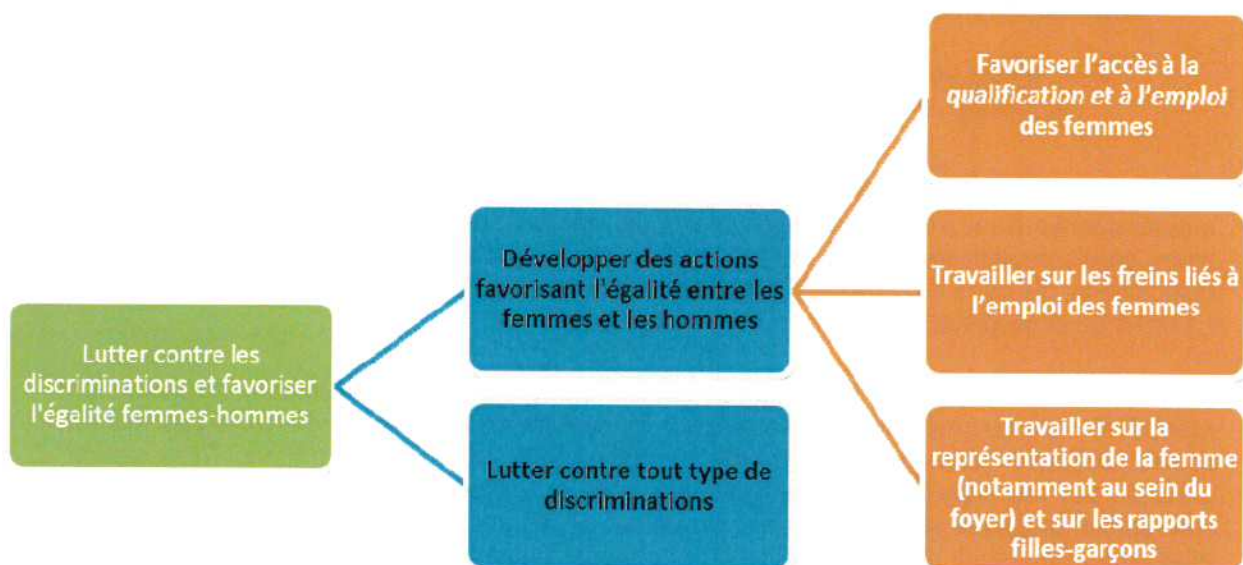 Lutter contre les
discriminations et favoriser
l'égalité femmes-hommes
Développer des actions
favorisant l'égalité entre les
femmes et les hommes
Lutter contre tout type de
discriminations
Favoriser l'accès à la
qualification et à l'emploi
des femmes
Travailler sur les freins liés à
l'emploi des femmes
Travailler sur la
représentation de la femme
(notamment au sein du
foyer) et sur les rapports
filles-garçons